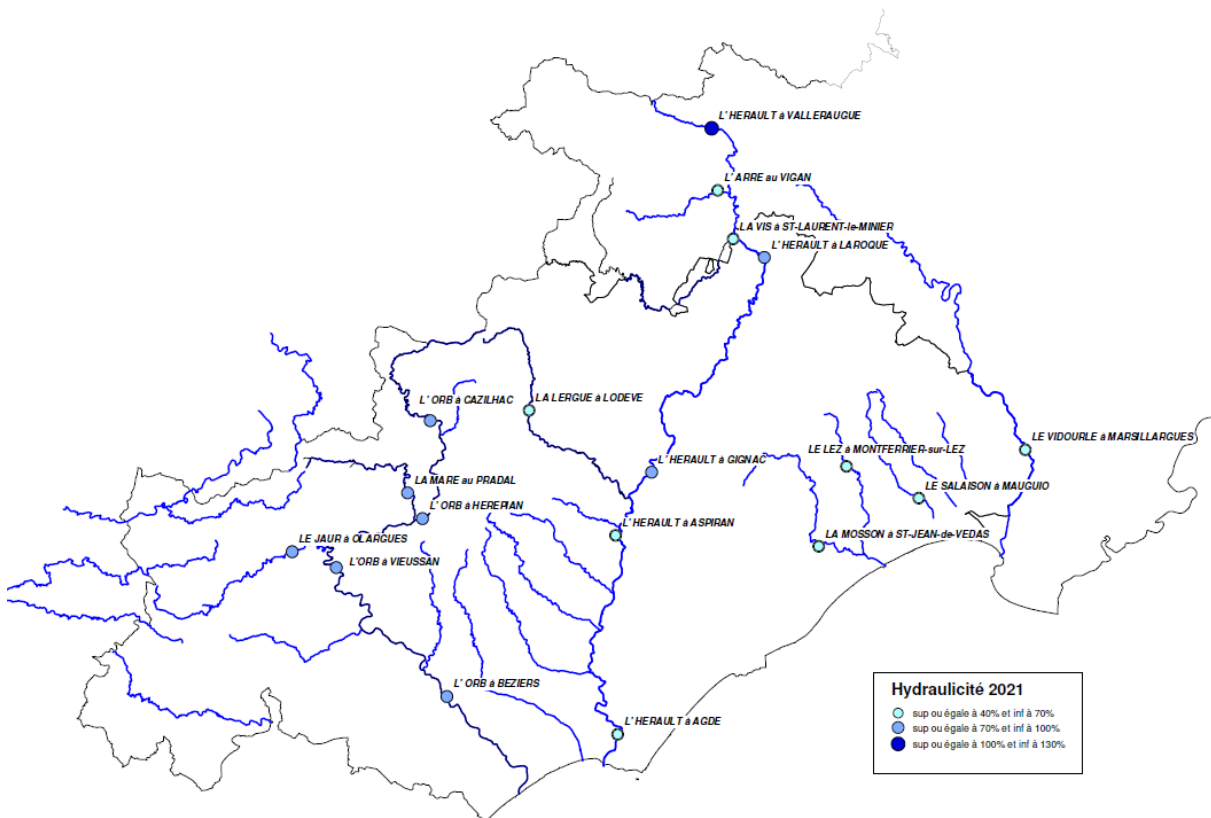 L' HERAULT à VALLERAUGUE
L' ARRE au VIGAN
LA VIS à ST-LAURENT-le-MINIER
L' HERAULT à LAROQUE
L' ORB à CAZILHAC
LA LERGUE à LODEVE
LE VIDOURLE à MARSILLARGUES
LE LEZ à MONTFERRIER-sur-LEZ
L' HERAULT à GIGNAC
LA MARE au PRADAL
LE SALAISON à MAUGUIO
L' ORB à HEREPIAN
L' HERAULT à ASPIRAN
LE JAUR à OLARGUES
LA MOSSON à ST-JEAN-de-VEDAS
L'ORB à VIEUSSAN
L' ORB à BEZIERS
L' HERAULT à AGDE
Hydraulicité 2021
sup ou égale à 40% et inf à 70%
sup ou égale à 70% et inf à 100%
sup ou égale à 100% et inf à 130%